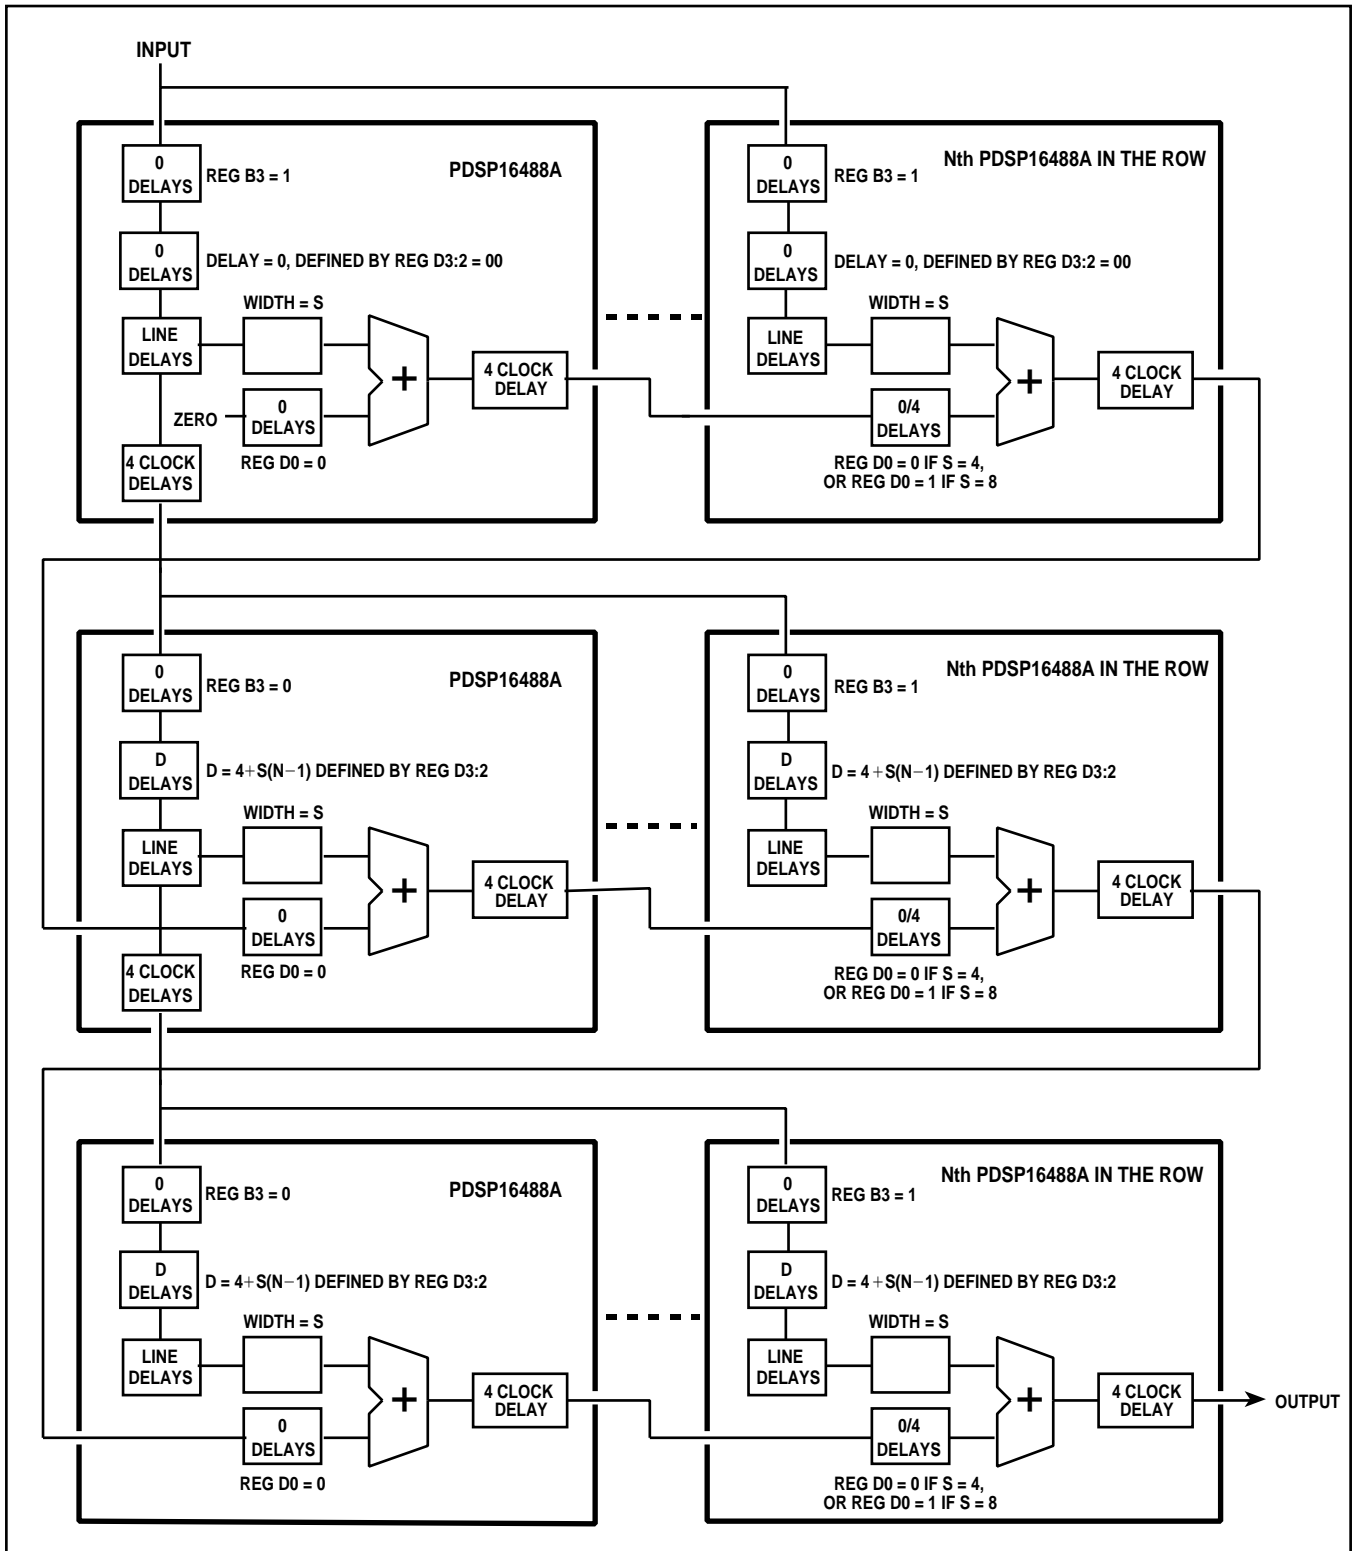 INPUT
0
DELAYS
REG B3 = 1
PDSP16488A
0
DELAYS
DELAY = 0, DEFINED BY REG D3:2 = 00
WIDTH = S
LINE
DELAYS
4 CLOCK
DELAY
ZERO
0
DELAYS
REG D0 = 0
4 CLOCK
DELAYS
Nth PDSP16488A IN THE ROW
0
DELAYS
REG B3 = 1
0
DELAYS
DELAY = 0, DEFINED BY REG D3:2 = 00
WIDTH = S
LINE
DELAYS
4 CLOCK
DELAY
0/4
DELAYS
REG D0 = 0 IF S = 4,
OR REG D0 = 1 IF S = 8
0
DELAYS
REG B3 = 0
PDSP16488A
D
DELAYS
D = 4+S(N−1) DEFINED BY REG D3:2
WIDTH = S
LINE
DELAYS
4 CLOCK
DELAY
0
DELAYS
REG D0 = 0
4 CLOCK
DELAYS
Nth PDSP16488A IN THE ROW
0
DELAYS
REG B3 = 1
D
DELAYS
D = 4+S(N−1) DEFINED BY REG D3:2
WIDTH = S
LINE
DELAYS
4 CLOCK
DELAY
0/4
DELAYS
REG D0 = 0 IF S = 4,
OR REG D0 = 1 IF S = 8
0
DELAYS
REG B3 = 0
PDSP16488A
D
DELAYS
D = 4+S(N−1) DEFINED BY REG D3:2
WIDTH = S
LINE
DELAYS
4 CLOCK
DELAY
0
DELAYS
REG D0 = 0
Nth PDSP16488A IN THE ROW
0
DELAYS
REG B3 = 1
D
DELAYS
D = 4+S(N−1) DEFINED BY REG D3:2
WIDTH = S
LINE
DELAYS
4 CLOCK
DELAY
OUTPUT
0/4
DELAYS
REG D0 = 0 IF S = 4,
OR REG D0 = 1 IF S = 8